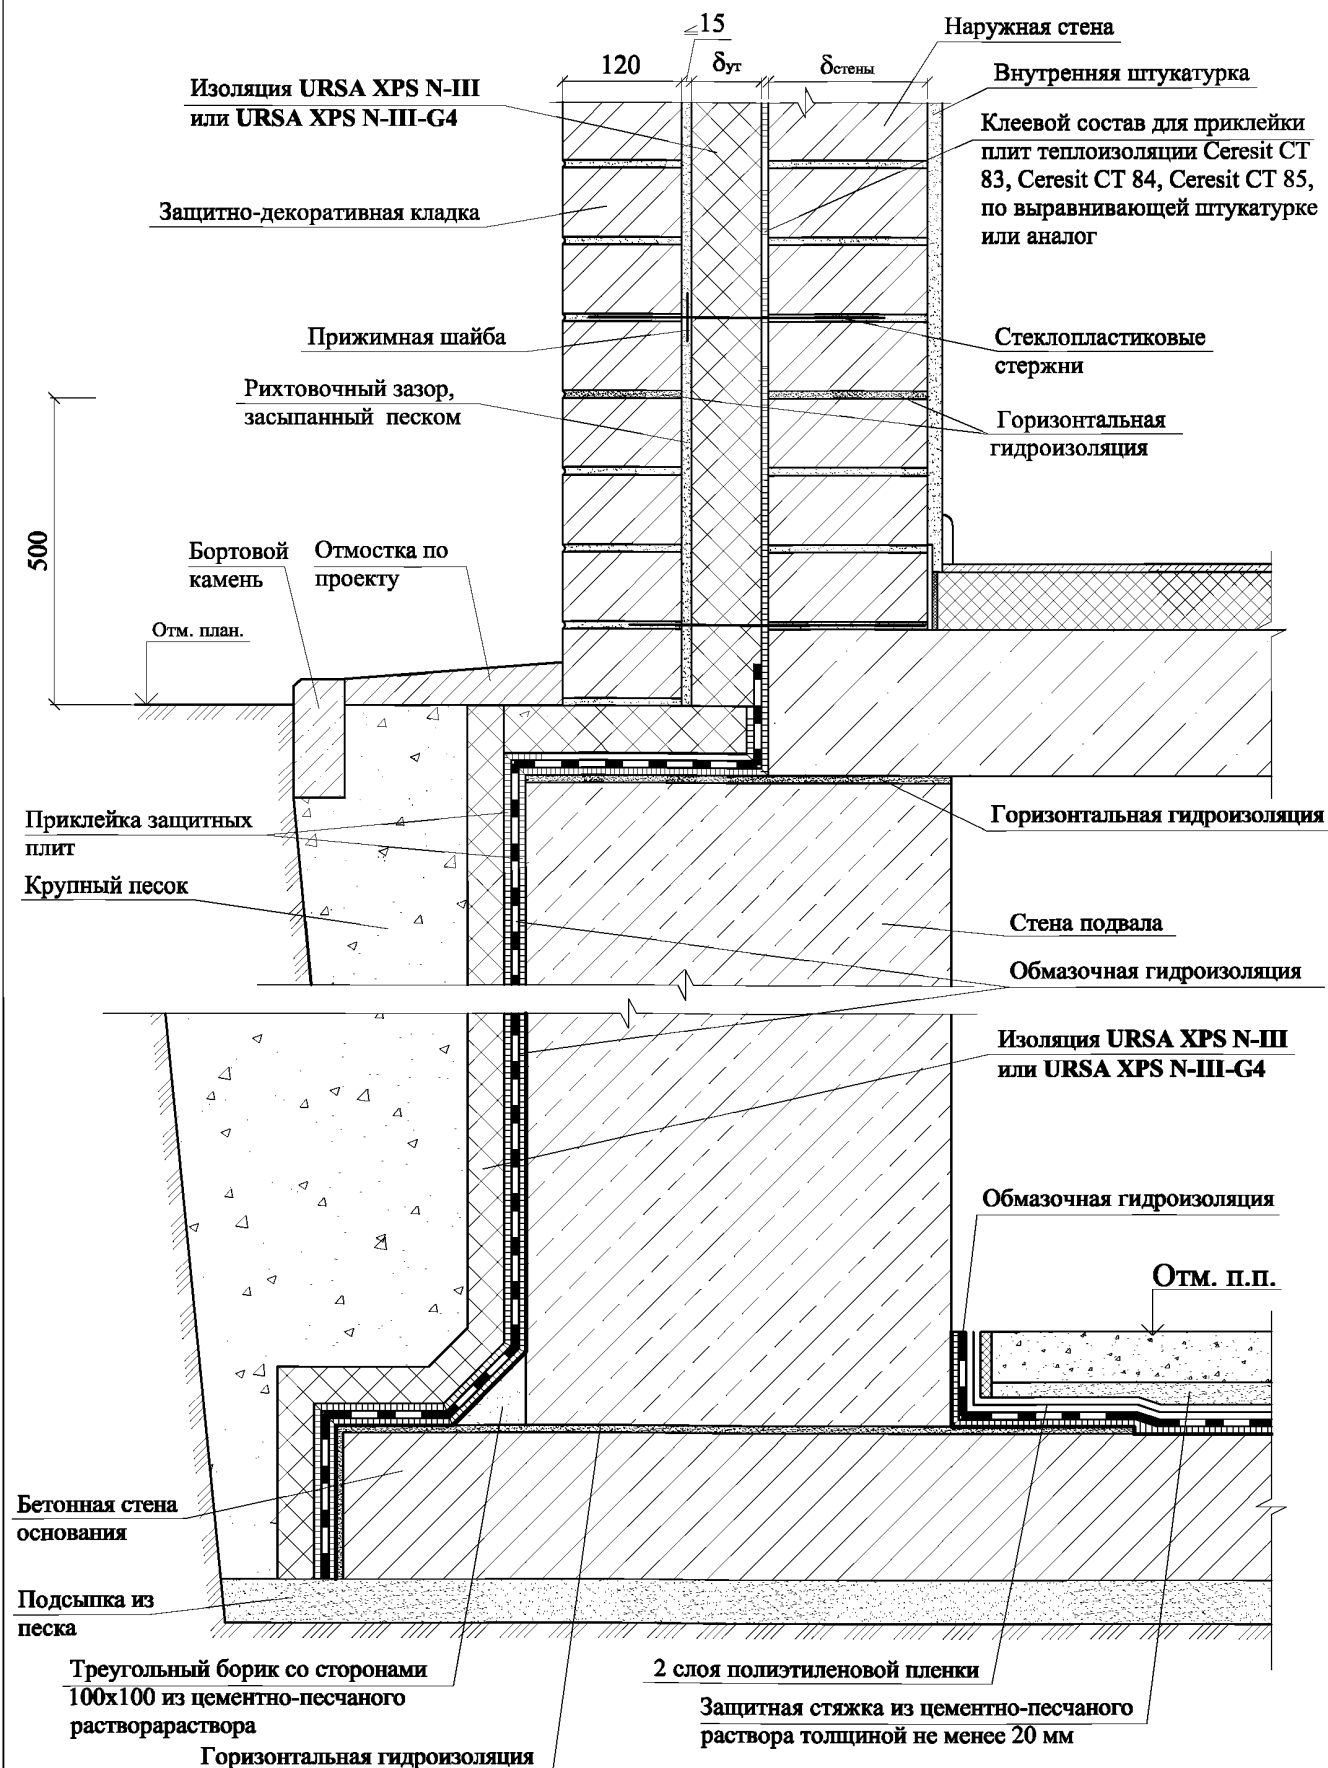 ≤15
Наружная стена
120
δут
δстены
Изоляция URSA XPS N-III
или URSA XPS N-III-G4
Внутренняя штукатурка
Клеевой состав для приклейки
плит теплоизоляции Ceresit CT
83, Ceresit CT 84, Ceresit CT 85,
по выравнивающей штукатурке
или аналог
Защитно-декоративная кладка
Прижимная шайба
Стеклопластиковые
стержни
Рихтовочный зазор,
засыпанный песком
Горизонтальная
гидроизоляция
500
Бортовой
камень
Отмостка по
проекту
Отм. план.
Приклейка защитных
плит
Горизонтальная гидроизоляция
Крупный песок
Стена подвала
Обмазочная гидроизоляция
Изоляция URSA XPS N-III
или URSA XPS N-III-G4
Обмазочная гидроизоляция
Отм. п.п.
Бетонная стена
основания
Подсыпка из
песка
Треугольный борик со сторонами
100х100 из цементно-песчаного
растворараствора
2 слоя полиэтиленовой пленки
Защитная стяжка из цементно-песчаного
раствора толщиной не менее 20 мм
Горизонтальная гидроизоляция